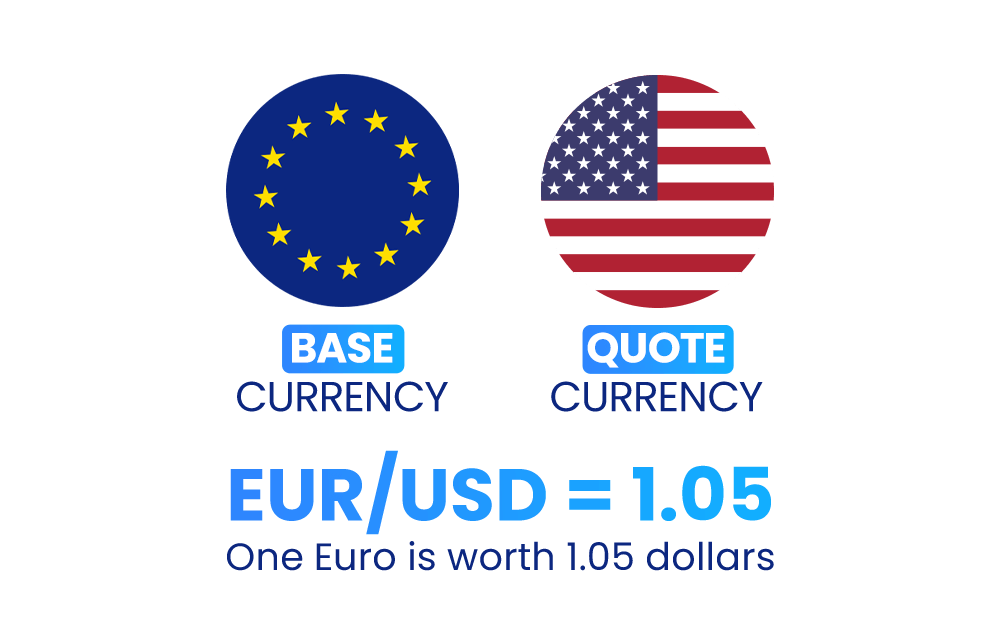 BASE
CURRENCY
QUOTE
CURRENCY
EUR/USD = 1.05
One Euro is worth 1.05 dollars